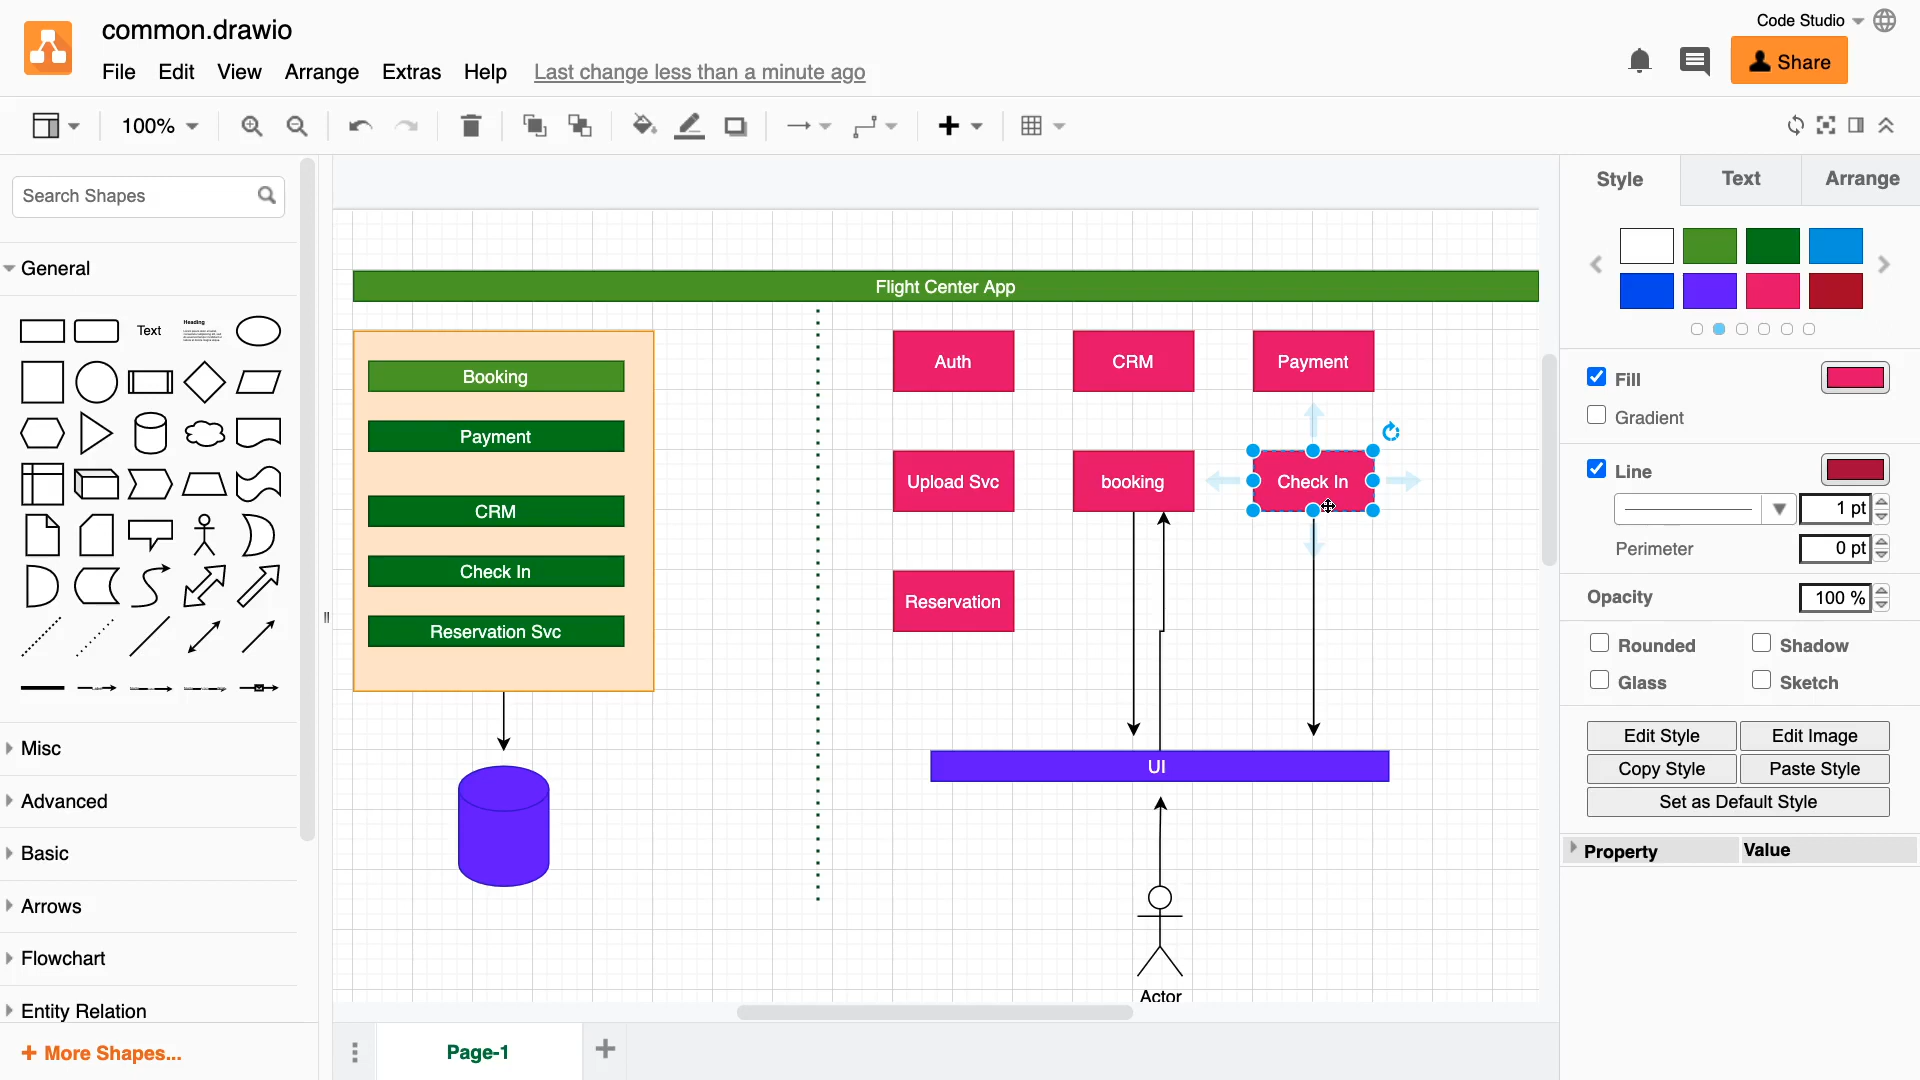 common.drawio
Code Studio
File Edit View Arrange Extras Help Last change less than a minute ago
Share
100%
Search Shapes
General
Text
Heading
Misc
Advanced
Basic
Arrows
Flowchart
Entity Relation
+ More Shapes...
Flight Center App
Booking
Payment
CRM
Check In
Reservation Svc
Auth
CRM
Payment
Upload Svc
booking
Check In
Reservation
UI
Actor
Page-1
Style Text Arrange
Fill
Gradient
Line
1 pt
Perimeter
0 pt
Opacity
100 %
Rounded
Shadow
Glass
Sketch
Edit Style
Edit Image
Copy Style
Paste Style
Set as Default Style
Property Value